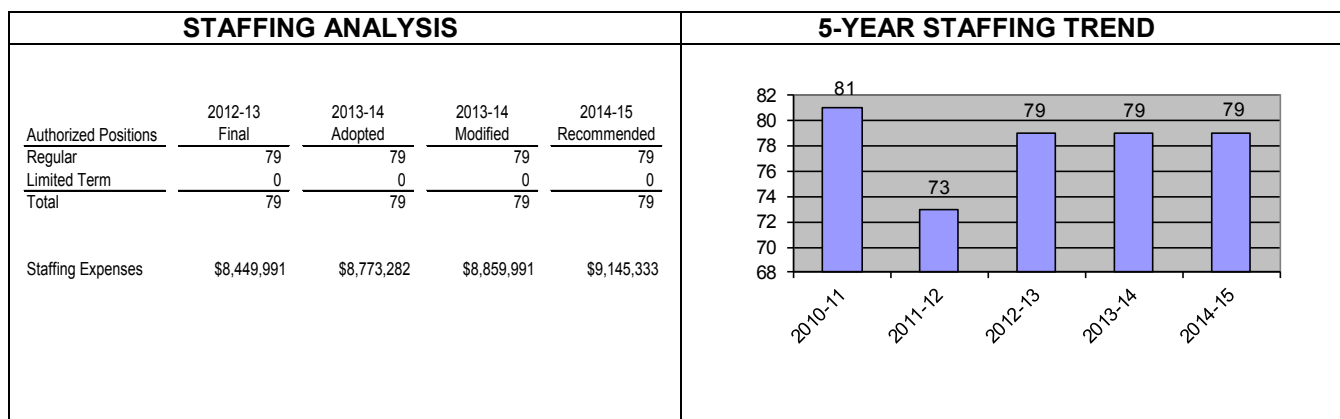 STAFFING ANALYSIS
2012-13 2013-14 2013-14 2014-15
Authorized Positions Final Adopted Modified Recommended
Regular 79 79 79 79
Limited Term 0 0 0 0
Total 79 79 79 79
Staffing Expenses $8,449,991 $8,773,282 $8,859,991 $9,145,333
5-YEAR STAFFING TREND
82
80
78
76
74
72
70
68
81
73
79
79
79
2010-11
2011-12
2012-13
2013-14
2014-15